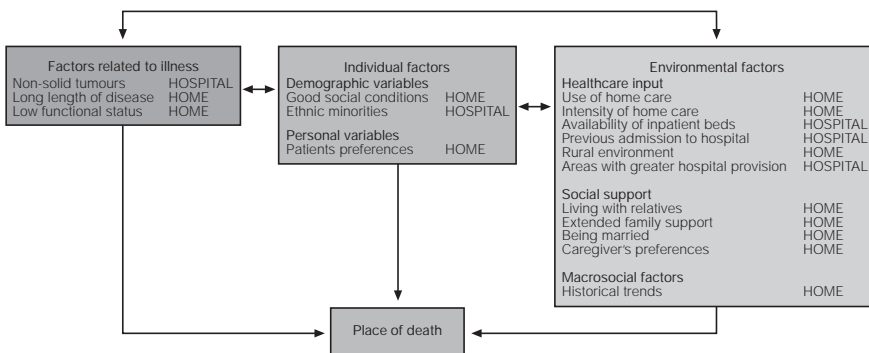 Factors related to illness
Non-solid tumours HOSPITAL
Long length of disease HOME
Low functional status HOME
Individual factors
Demographic variables
Good social conditions HOME
Ethnic minorities HOSPITAL
Personal variables
Patients preferences HOME
Environmental factors
Healthcare input
Use of home care HOME
Intensity of home care HOME
Availability of inpatient beds HOSPITAL
Previous admission to hospital HOSPITAL
Rural environment HOME
Areas with greater hospital provision HOSPITAL
Social support
Living with relatives HOME
Extended family support HOME
Being married HOME
Caregiver's preferences HOME
Macrosocial factors
Historical trends HOME
Place of death